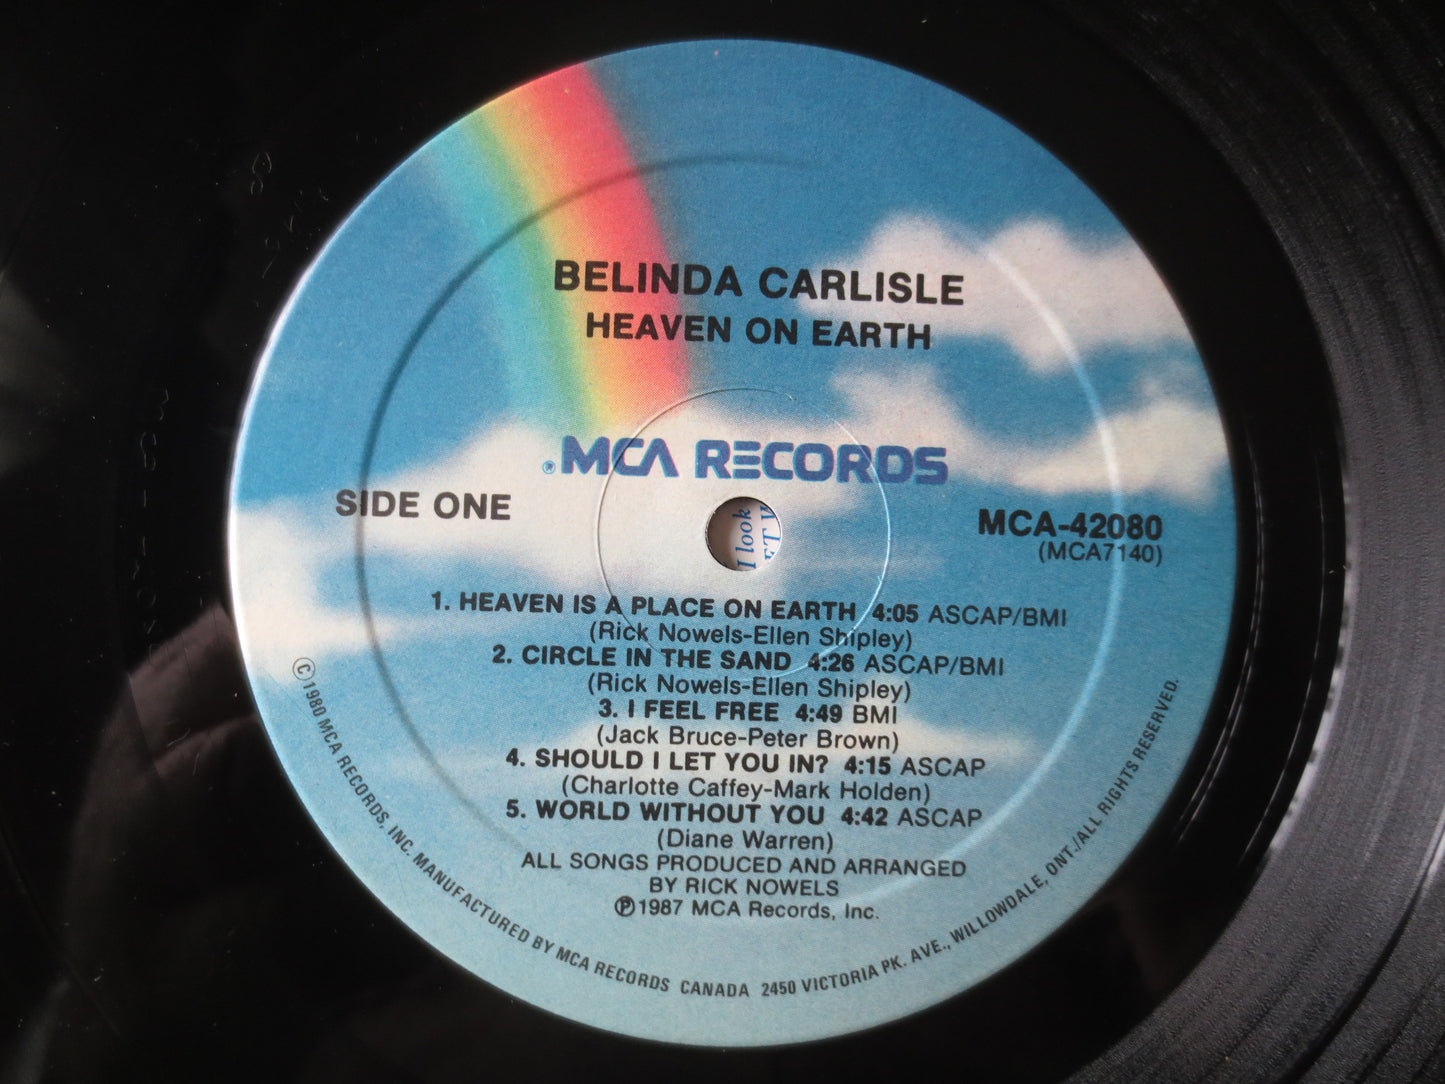 BELINDA CARLISLE
HEAVEN ON EARTH
® MCA RECORDS
SIDE ONE
MCA-42080
(MCA7140)
I look
1. HEAVEN IS A PLACE ON EARTH 4:05 ASCAP/BMI
(Rick Nowels-Ellen Shipley)
2. CIRCLE IN THE SAND 4:26 ASCAP/BMI
(Rick Nowels-Ellen Shipley)
3. I FEEL FREE 4:49 BMI
(Jack Bruce-Peter Brown)
4. SHOULD I LET YOU IN? 4:15 ASCAP
(Charlotte Caffey-Mark Holden)
5. WORLD WITHOUT YOU 4:42 ASCAP
(Diane Warren)
ALL SONGS PRODUCED AND ARRANGED
BY RICK NOWELS
℗1987 MCA Records, Inc.
©1980 MCA RECORDS, INC. MANUFACTURED BY MCA RECORDS CANADA 2450 VICTORIA PK. AVE., WILLOWDALE, ONT./ALL RIGHTS RESERVED.